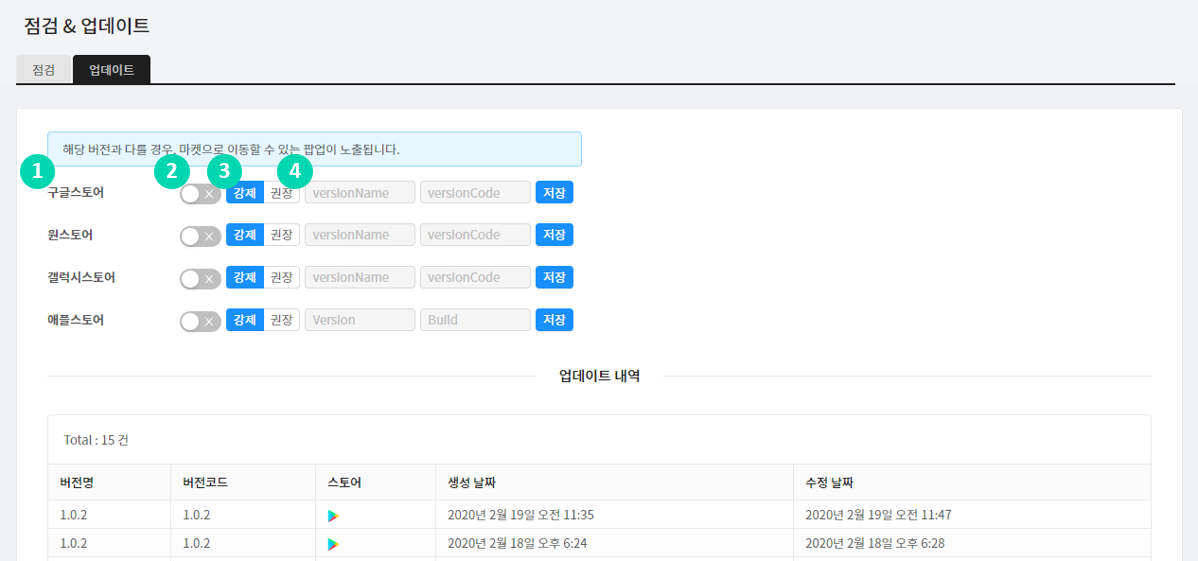 점검 & 업데이트
점검 업데이트
해당 버전과 다를 경우, 마켓으로 이동할 수 있는 팝업이 노출됩니다.
1 2 3 4
구글스토어 강제 권장 versionName versionCode 저장
원스토어 강제 권장 versionName versionCode 저장
갤럭시스토어 강제 권장 versionName versionCode 저장
애플스토어 강제 권장 Version Build 저장
업데이트 내역
Total : 15 건
버전명 버전코드 스토어 생성 날짜 수정 날짜
1.0.2 1.0.2 2020년 2월 19일 오전 11:35 2020년 2월 19일 오전 11:47
1.0.2 1.0.2 2020년 2월 18일 오후 6:24 2020년 2월 18일 오후 6:28